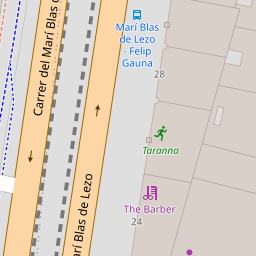 Marí Blas
de Lezo
- Felip
Gauna
28
Carrer del Marí Blas
Taranna
The Barber
24
Marí Blas de Lezo